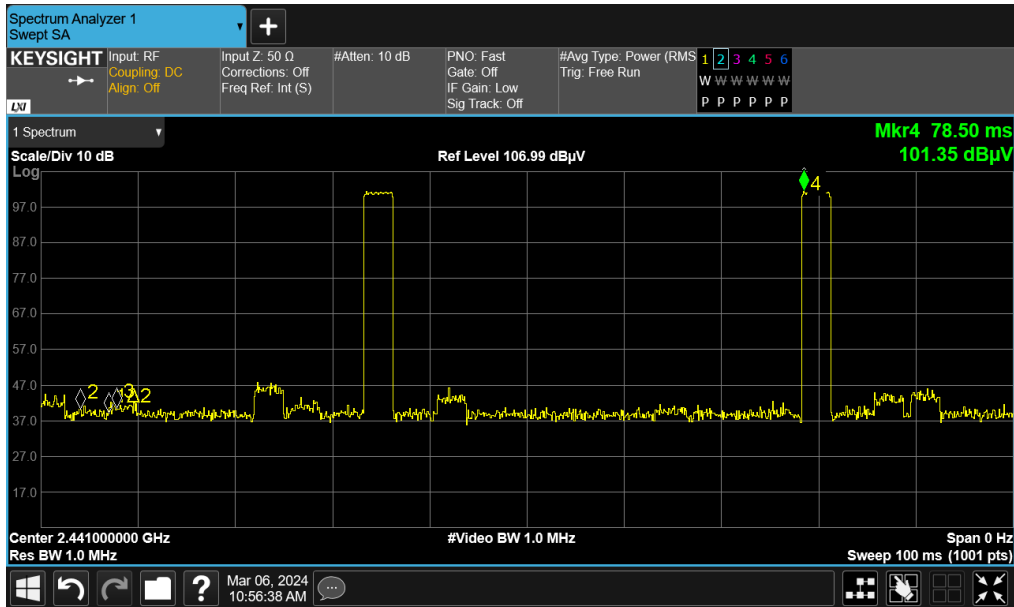 Spectrum Analyzer 1
Swept SA
KEYSIGHT
LXI
Input: RF
Coupling: DC
Align: Off
Input Z: 50 Ω
Corrections: Off
Freq Ref: Int (S)
#Atten: 10 dB
PNO: Fast
Gate: Off
IF Gain: Low
Sig Track: Off
#Avg Type: Power (RMS
Trig: Free Run
1 2 3 4 5 6
W W W W W W
P P P P P P
1 Spectrum
Mkr4 78.50 ms
Scale/Div 10 dB
Ref Level 106.99 dBµV
101.35 dBµV
Log
4
97.0
87.0
77.0
67.0
57.0
47.0
2
3
2
37.0
27.0
17.0
Center 2.441000000 GHz
#Video BW 1.0 MHz
Span 0 Hz
Res BW 1.0 MHz
Sweep 100 ms (1001 pts)
?
Mar 06, 2024
10:56:38 AM